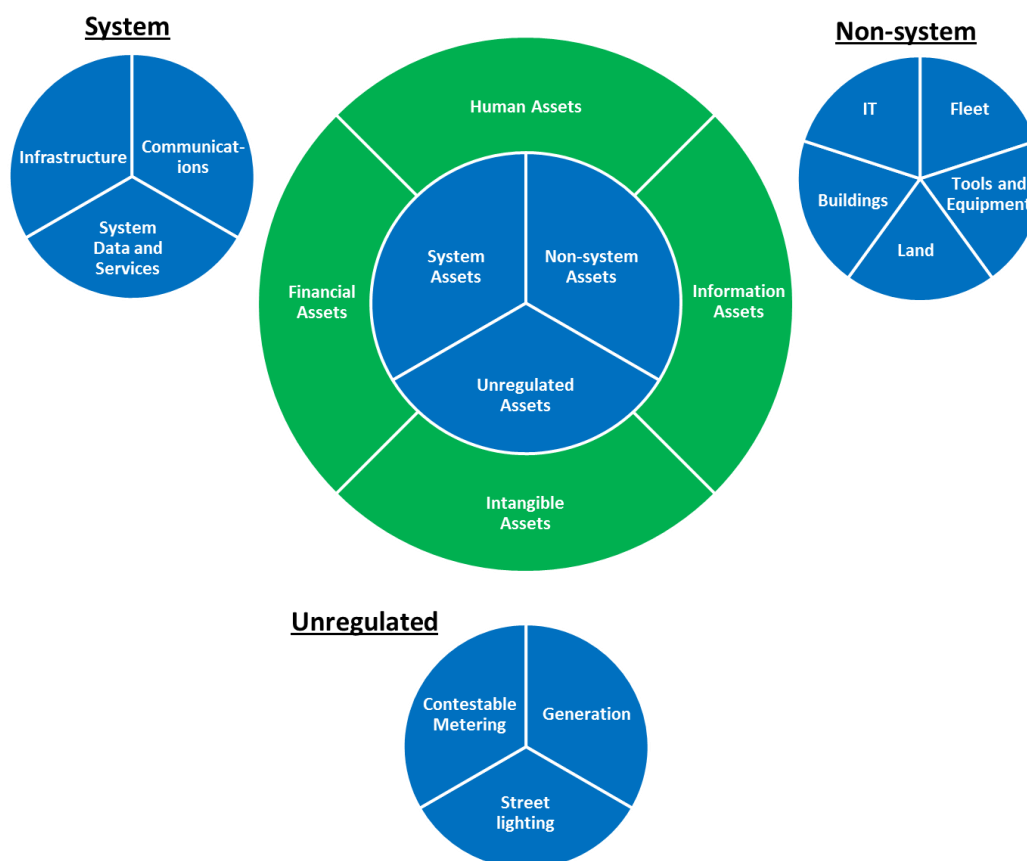 System
Infrastructure
Communicat-
ions
System
Data and
Services
Human Assets
System
Assets
Non-system
Assets
Unregulated
Assets
Financial
Assets
Information
Assets
Intangible
Assets
Non-system
IT
Fleet
Buildings
Tools and
Equipment
Land
Unregulated
Contestable
Metering
Generation
Street
lighting